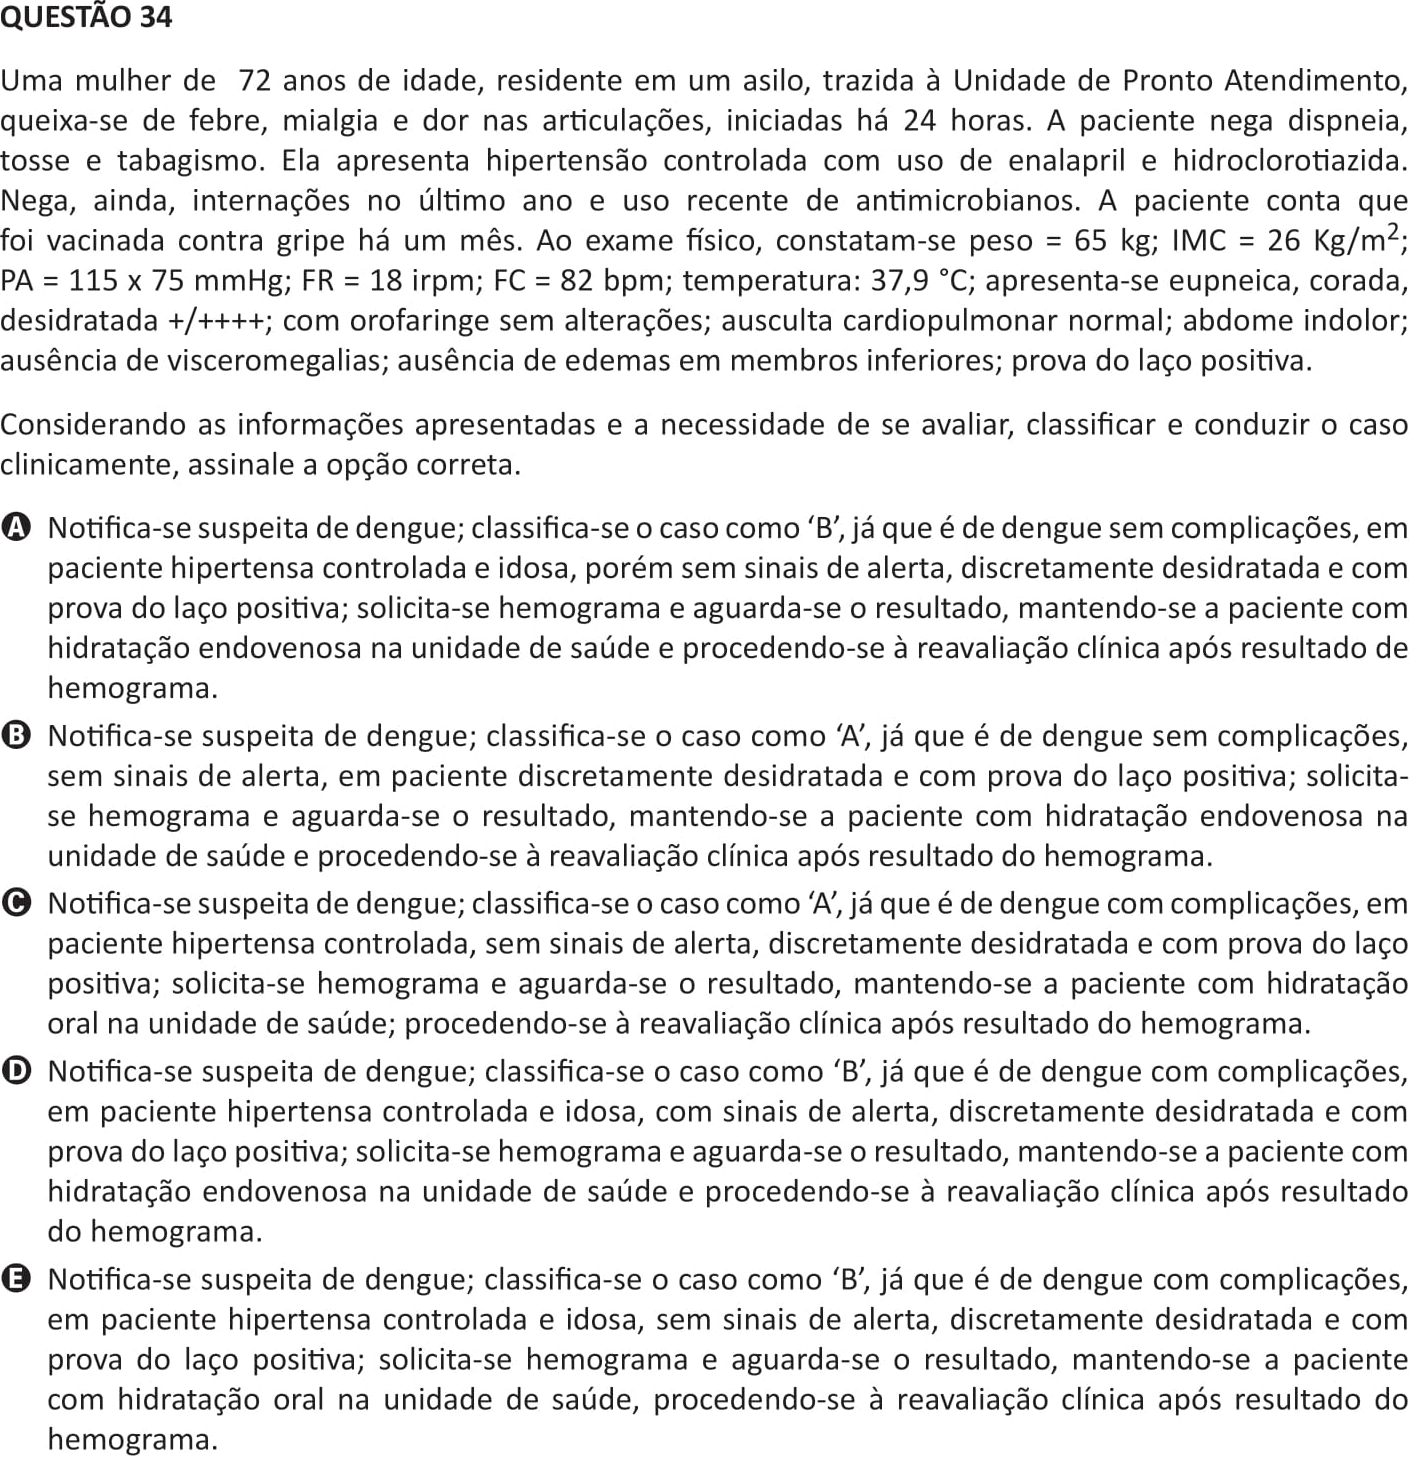 QUESTÃO 34
Uma mulher de 72 anos de idade, residente em um asilo, trazida à Unidade de Pronto Atendimento,
queixa-se de febre, mialgia e dor nas articulações, iniciadas há 24 horas. A paciente nega dispneia,
tosse e tabagismo. Ela apresenta hipertensão controlada com uso de enalapril e hidroclorotiazida.
Nega, ainda, internações no último ano e uso recente de antimicrobianos. A paciente conta que
foi vacinada contra gripe há um mês. Ao exame físico, constatam-se peso = 65 kg; IMC = 26 Kg/m²;
PA = 115 x 75 mmHg; FR = 18 irpm; FC = 82 bpm; temperatura: 37,9 °C; apresenta-se eupneica, corada,
desidratada +/++++; com orofaringe sem alterações; ausculta cardiopulmonar normal; abdome indolor;
ausência de visceromegalias; ausência de edemas em membros inferiores; prova do laço positiva.
Considerando as informações apresentadas e a necessidade de se avaliar, classificar e conduzir o caso
clinicamente, assinale a opção correta.
A Notifica-se suspeita de dengue; classifica-se o caso como ‘B’, já que é de dengue sem complicações, em
paciente hipertensa controlada e idosa, porém sem sinais de alerta, discretamente desidratada e com
prova do laço positiva; solicita-se hemograma e aguarda-se o resultado, mantendo-se a paciente com
hidratação endovenosa na unidade de saúde e procedendo-se à reavaliação clínica após resultado de
hemograma.
B Notifica-se suspeita de dengue; classifica-se o caso como ‘A’, já que é de dengue sem complicações,
sem sinais de alerta, em paciente discretamente desidratada e com prova do laço positiva; solicita-
se hemograma e aguarda-se o resultado, mantendo-se a paciente com hidratação endovenosa na
unidade de saúde e procedendo-se à reavaliação clínica após resultado do hemograma.
C Notifica-se suspeita de dengue; classifica-se o caso como ‘A’, já que é de dengue com complicações, em
paciente hipertensa controlada, sem sinais de alerta, discretamente desidratada e com prova do laço
positiva; solicita-se hemograma e aguarda-se o resultado, mantendo-se a paciente com hidratação
oral na unidade de saúde; procedendo-se à reavaliação clínica após resultado do hemograma.
D Notifica-se suspeita de dengue; classifica-se o caso como ‘B’, já que é de dengue com complicações,
em paciente hipertensa controlada e idosa, com sinais de alerta, discretamente desidratada e com
prova do laço positiva; solicita-se hemograma e aguarda-se o resultado, mantendo-se a paciente com
hidratação endovenosa na unidade de saúde e procedendo-se à reavaliação clínica após resultado
do hemograma.
E Notifica-se suspeita de dengue; classifica-se o caso como ‘B’, já que é de dengue com complicações,
em paciente hipertensa controlada e idosa, sem sinais de alerta, discretamente desidratada e com
prova do laço positiva; solicita-se hemograma e aguarda-se o resultado, mantendo-se a paciente
com hidratação oral na unidade de saúde, procedendo-se à reavaliação clínica após resultado do
hemograma.